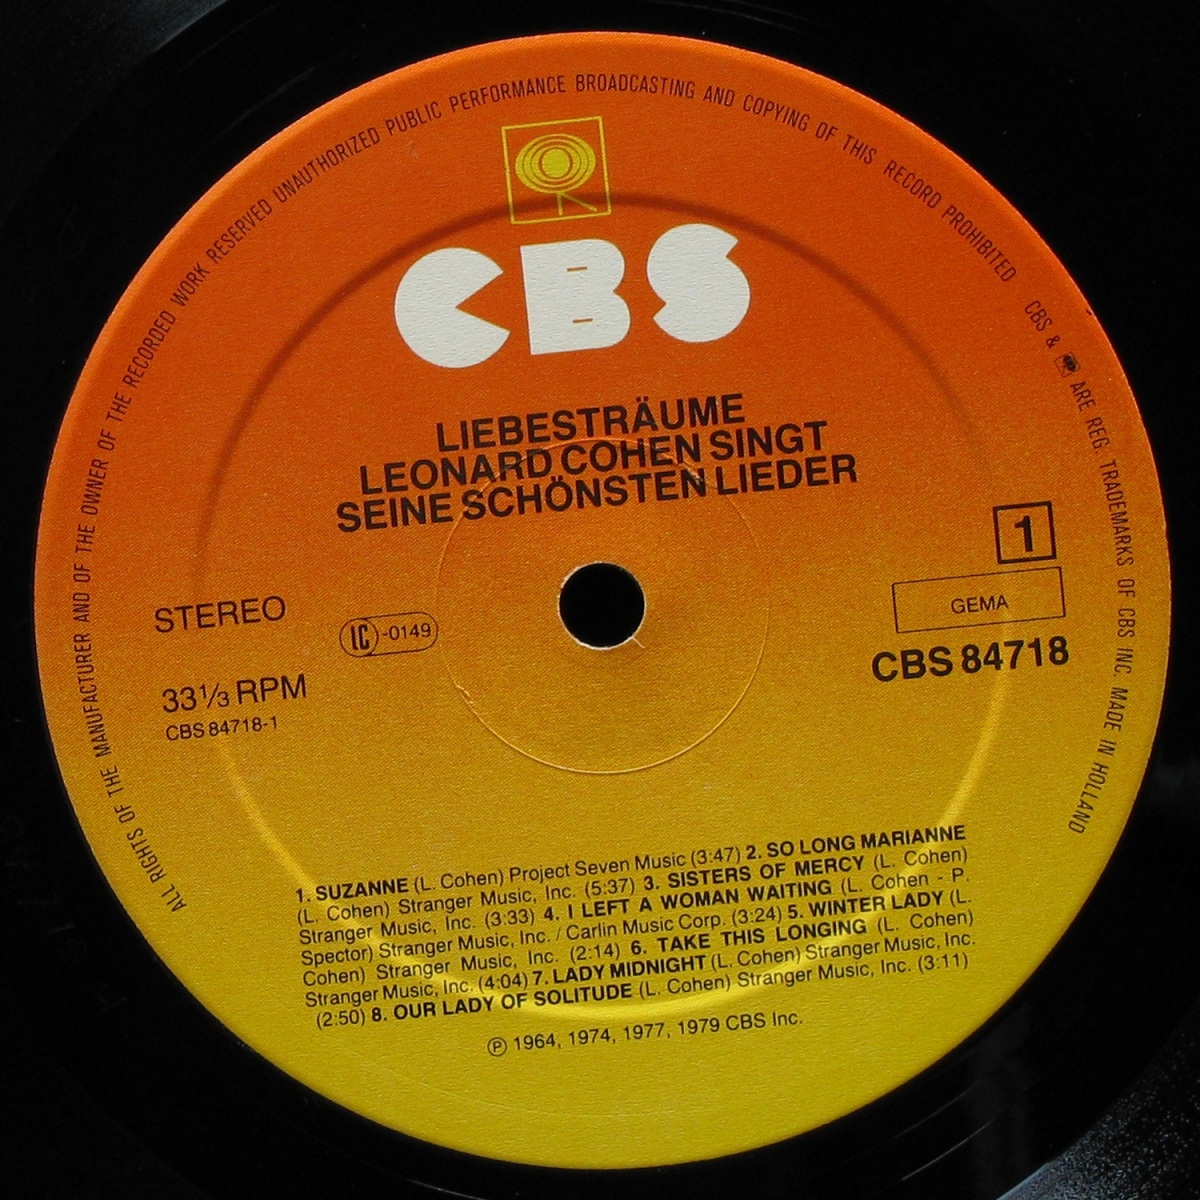 ALL RIGHTS OF THE MANUFACTURER AND OF THE OWNER OF THE RECORDED WORK RESERVED UNAUTHORIZED PUBLIC PERFORMANCE BROADCASTING AND COPYING OF THIS RECORD PROHIBITED CBS & ARE REG. TRADEMARKS OF CBS INC. MADE IN HOLLAND
CBS
LIEBESTRÄUME
LEONARD COHEN SINGT
SEINE SCHÖNSTEN LIEDER
1
STEREO
LC -0149
GEMA
CBS 84718
33⅓ RPM
CBS 84718-1
1. SUZANNE (L. Cohen) Project Seven Music (3:47) 2. SO LONG MARIANNE
(L. Cohen) Stranger Music, Inc. (5:37) 3. SISTERS OF MERCY (L. Cohen)
Stranger Music, Inc. (3:33) 4. I LEFT A WOMAN WAITING (L. Cohen - P.
Spector) Stranger Music, Inc. / Carlin Music Corp. (3:24) 5. WINTER LADY (L.
Cohen) Stranger Music, Inc. (2:14) 6. TAKE THIS LONGING (L. Cohen)
Stranger Music, Inc. (4:04) 7. LADY MIDNIGHT (L. Cohen) Stranger Music, Inc.
(2:50) 8. OUR LADY OF SOLITUDE (L. Cohen) Stranger Music, Inc. (3:11)
℗ 1964, 1974, 1977, 1979 CBS Inc.